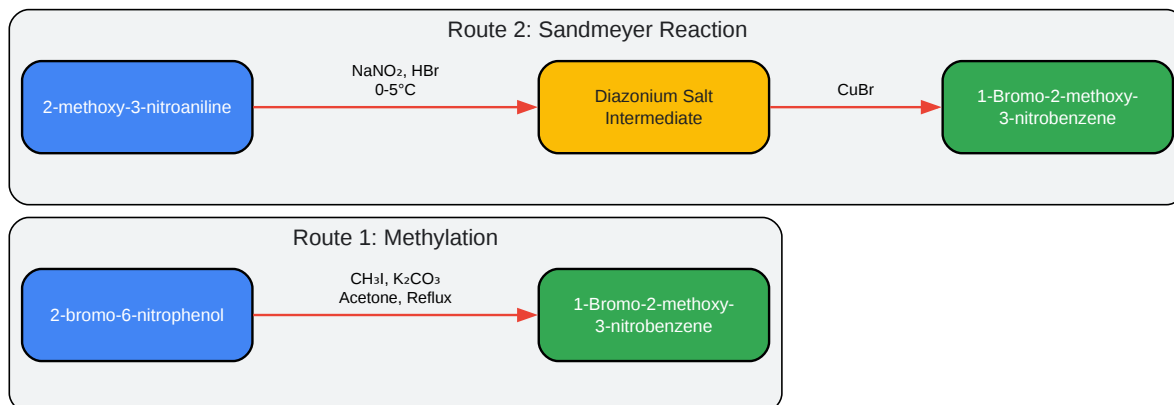 Route 2: Sandmeyer Reaction
2-methoxy-3-nitroaniline
NaNO₂, HBr
0-5°C
Diazonium Salt
Intermediate
CuBr
1-Bromo-2-methoxy-
3-nitrobenzene
Route 1: Methylation
2-bromo-6-nitrophenol
CH₃I, K₂CO₃
Acetone, Reflux
1-Bromo-2-methoxy-
3-nitrobenzene